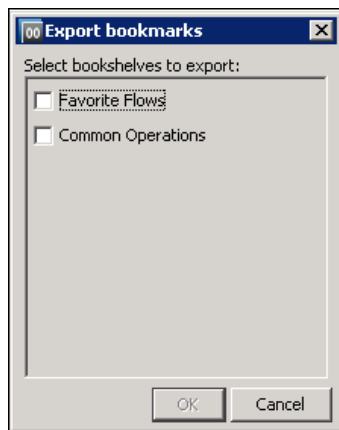 Export bookmarks
Select bookshelves to export:
Favorite Flows
Common Operations
OK
Cancel